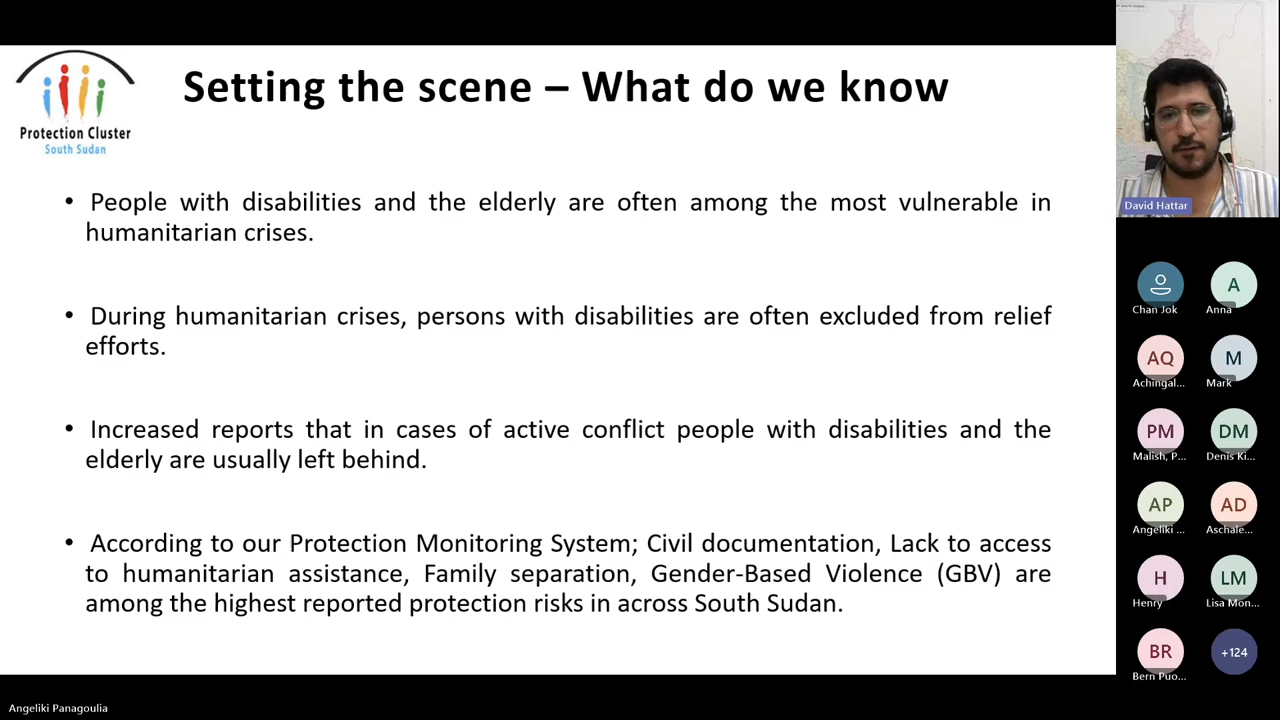 Setting the scene – What do we know
Protection Cluster
South Sudan
• People with disabilities and the elderly are often among the most vulnerable in
humanitarian crises.
• During humanitarian crises, persons with disabilities are often excluded from relief
efforts.
• Increased reports that in cases of active conflict people with disabilities and the
elderly are usually left behind.
• According to our Protection Monitoring System; Civil documentation, Lack to access
to humanitarian assistance, Family separation, Gender-Based Violence (GBV) are
among the highest reported protection risks in across South Sudan.
David Hattar
Chan Jok
A
Anna
AQ
Achingal...
M
Mark
PM
Malish, P...
DM
Denis Ki...
AP
Angeliki ...
AD
Aschale...
H
Henry
LM
Lisa Mon...
BR
Bern Puo...
+124
Angeliki Panagoulia